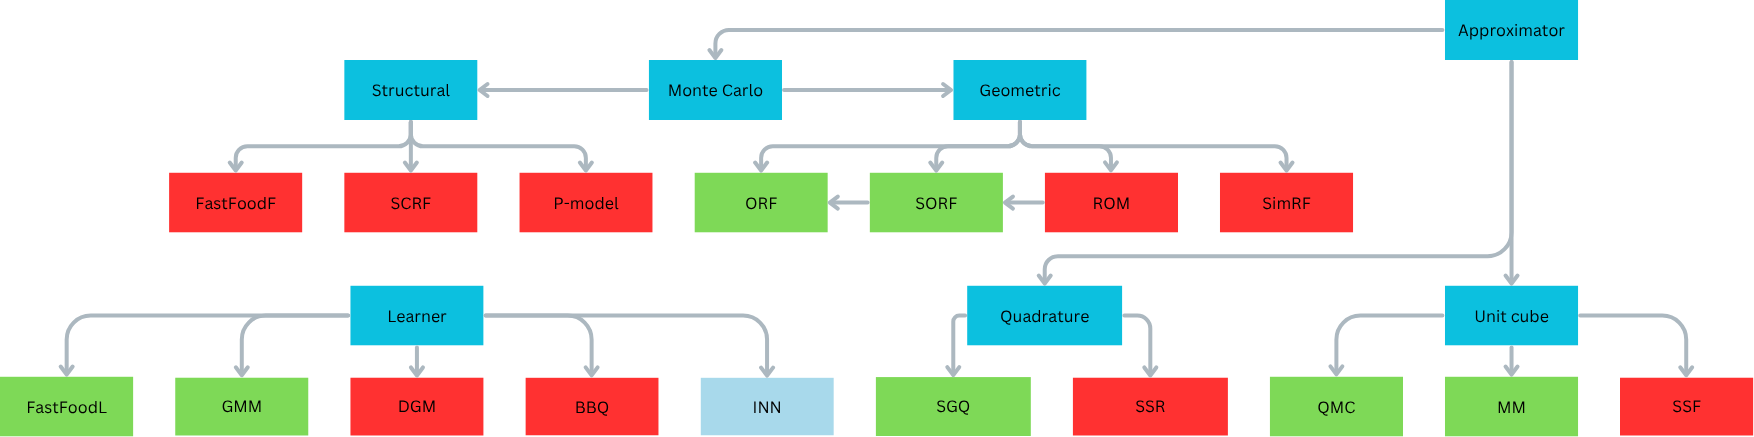 Approximator
Structural
Monte Carlo
Geometric
FastFoodF
SCRF
P-model
ORF
SORF
ROM
SimRF
Learner
Quadrature
Unit cube
FastFoodL
GMM
DGM
BBQ
INN
SGQ
SSR
QMC
MM
SSF